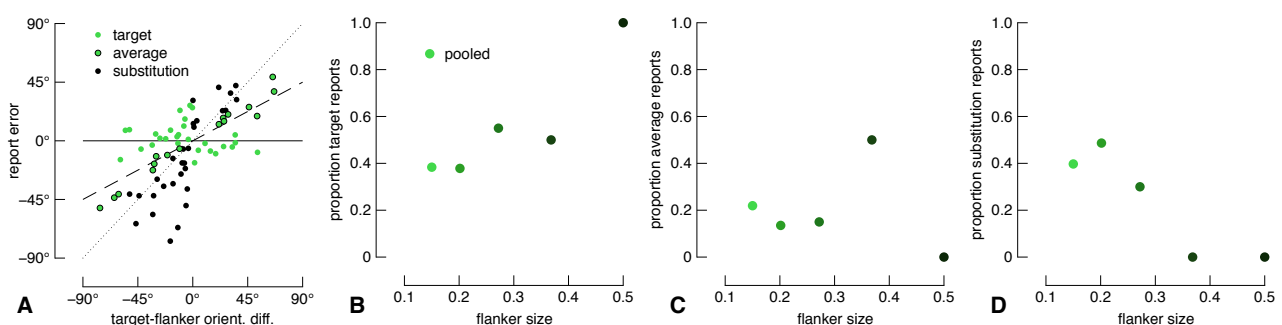 90°
45°
0°
−45°
−90°
report error
target
average
substitution
−90°
−45°
0°
45°
90°
target-flanker orient. diff.
A
1.0
0.8
0.6
0.4
0.2
0
proportion target reports
pooled
0.1
0.2
0.3
0.4
0.5
flanker size
B
1.0
0.8
0.6
0.4
0.2
0
proportion average reports
0.1
0.2
0.3
0.4
0.5
flanker size
C
1.0
0.8
0.6
0.4
0.2
0
proportion substitution reports
0.1
0.2
0.3
0.4
0.5
flanker size
D